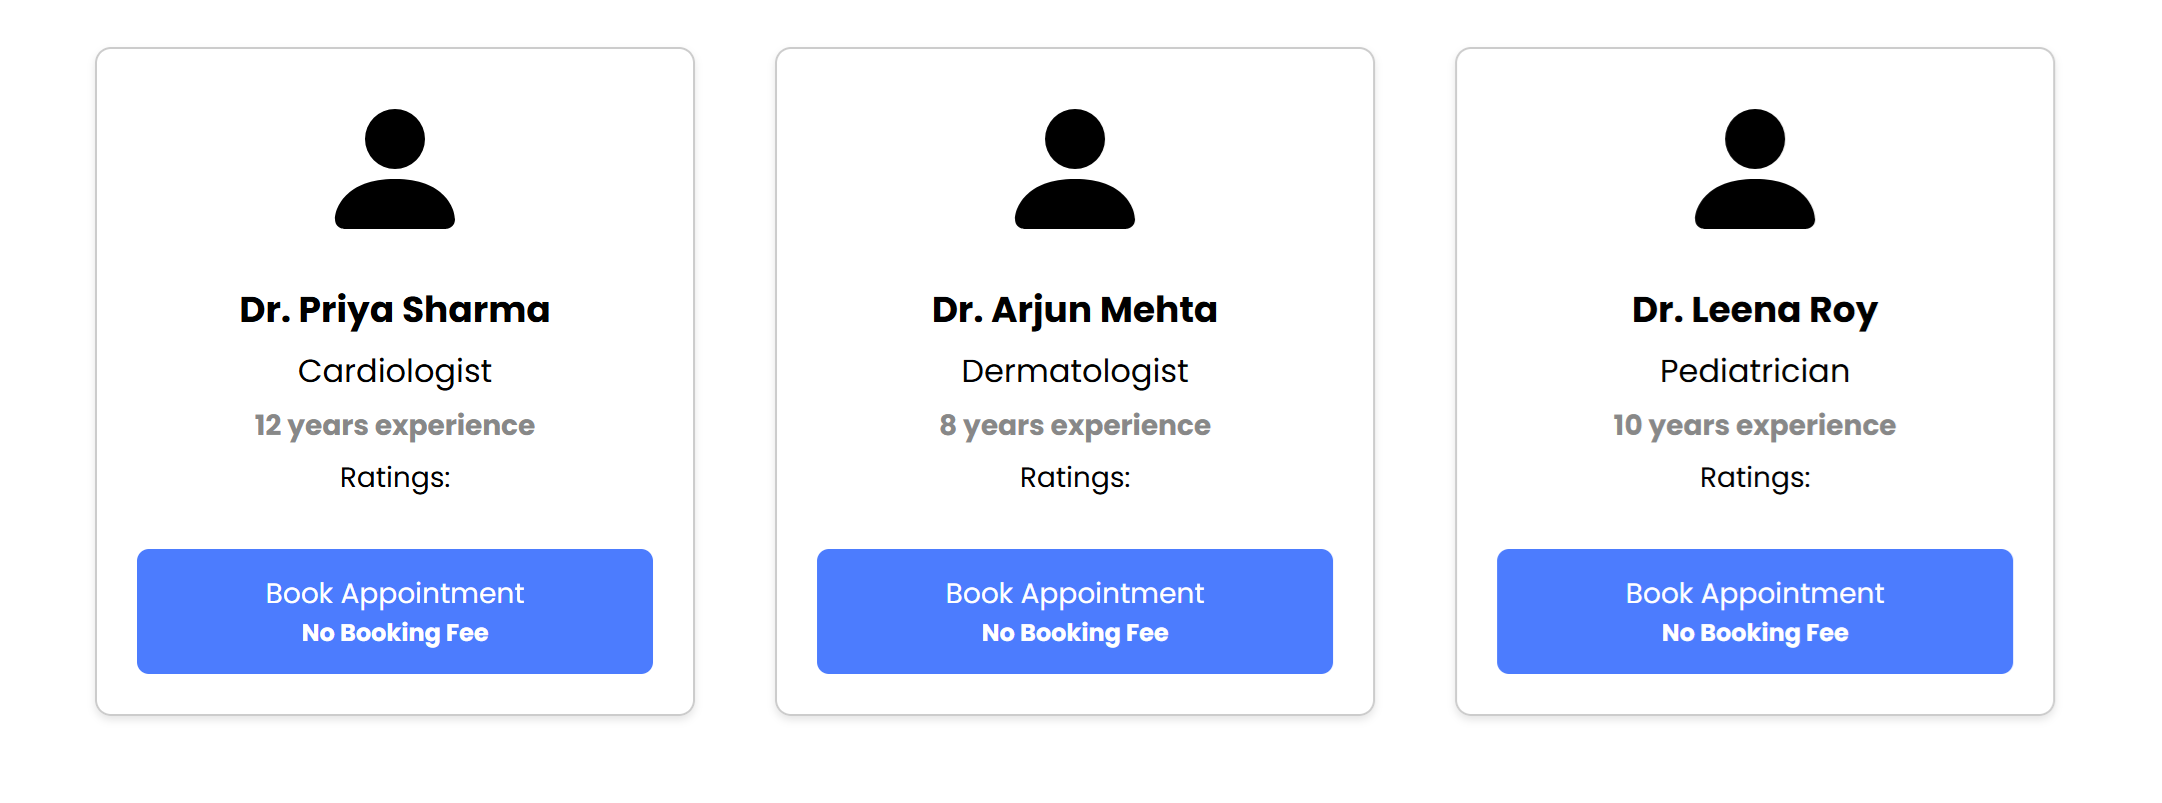 Dr. Priya Sharma
Cardiologist
12 years experience
Ratings:
Book Appointment
No Booking Fee
Dr. Arjun Mehta
Dermatologist
8 years experience
Ratings:
Book Appointment
No Booking Fee
Dr. Leena Roy
Pediatrician
10 years experience
Ratings:
Book Appointment
No Booking Fee